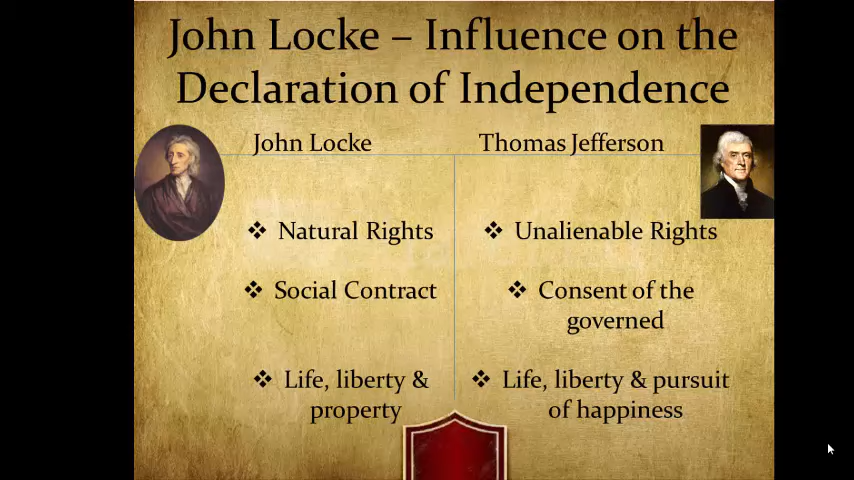 John Locke – Influence on the
Declaration of Independence
John Locke
Thomas Jefferson
❖ Natural Rights
❖ Unalienable Rights
❖ Social Contract
❖ Consent of the
governed
❖ Life, liberty &
property
❖ Life, liberty & pursuit
of happiness